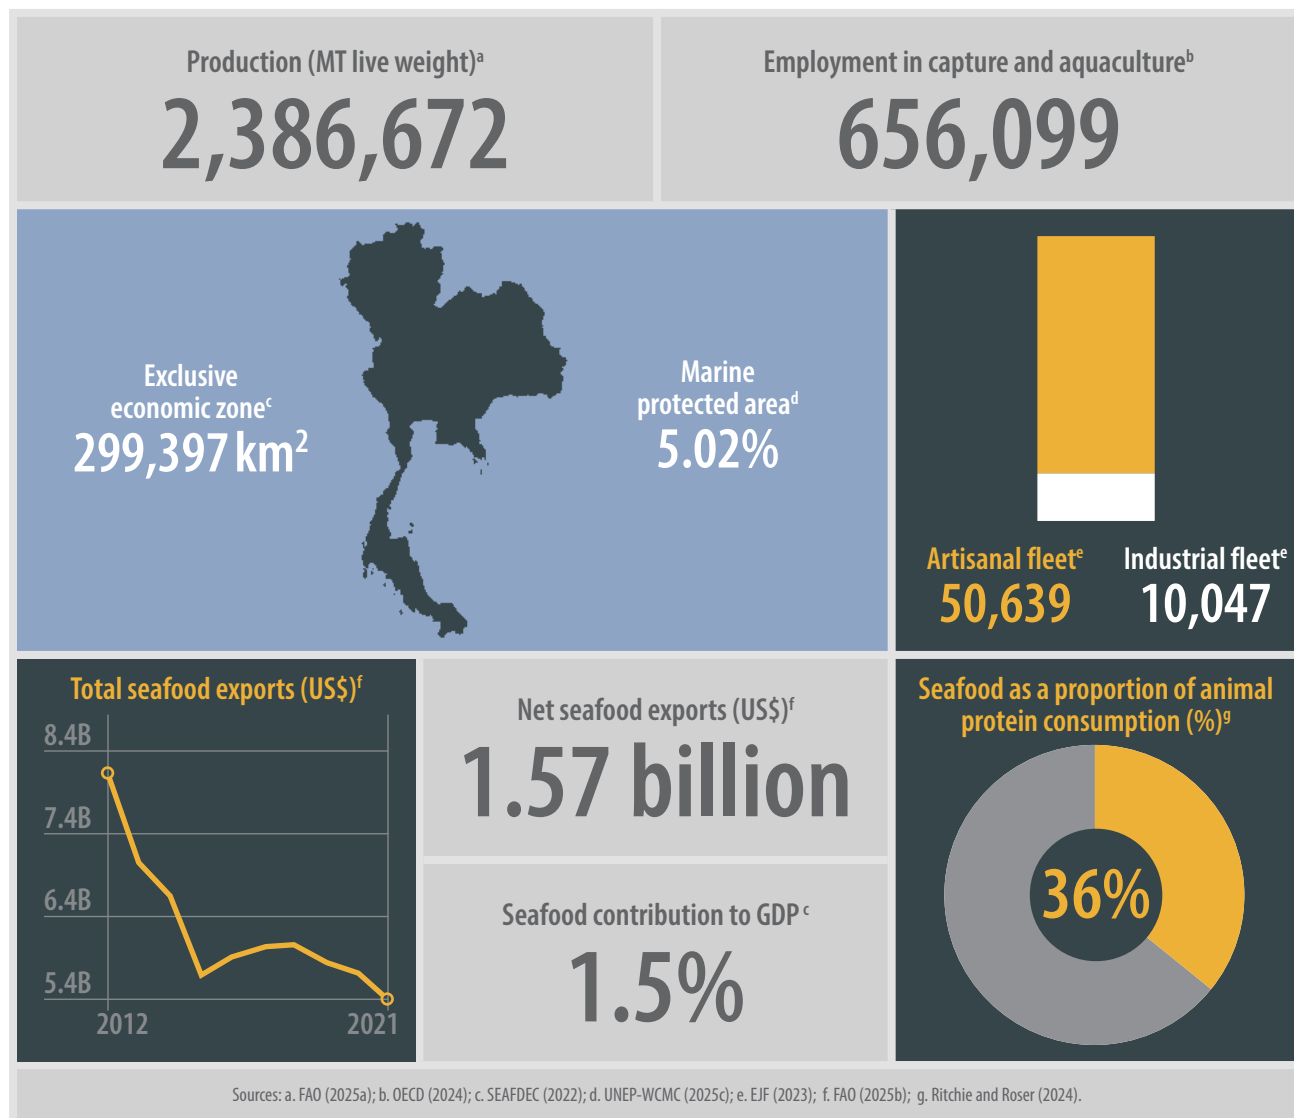 Production (MT live weight)ᵃ
2,386,672
Employment in capture and aquacultureᵇ
656,099
Exclusive
economic zoneᶜ
299,397 km²
Marine
protected areaᵈ
5.02%
Artisanal fleetᵉ
50,639
Industrial fleetᵉ
10,047
Total seafood exports (US$)ᶠ
8.4B
7.4B
6.4B
5.4B
2012
2021
Net seafood exports (US$)ᶠ
1.57 billion
Seafood contribution to GDP ᶜ
1.5%
Seafood as a proportion of animal
protein consumption (%)ᵍ
36%
Sources: a. FAO (2025a); b. OECD (2024); c. SEAFDEC (2022); d. UNEP-WCMC (2025c); e. EJF (2023); f. FAO (2025b); g. Ritchie and Roser (2024).